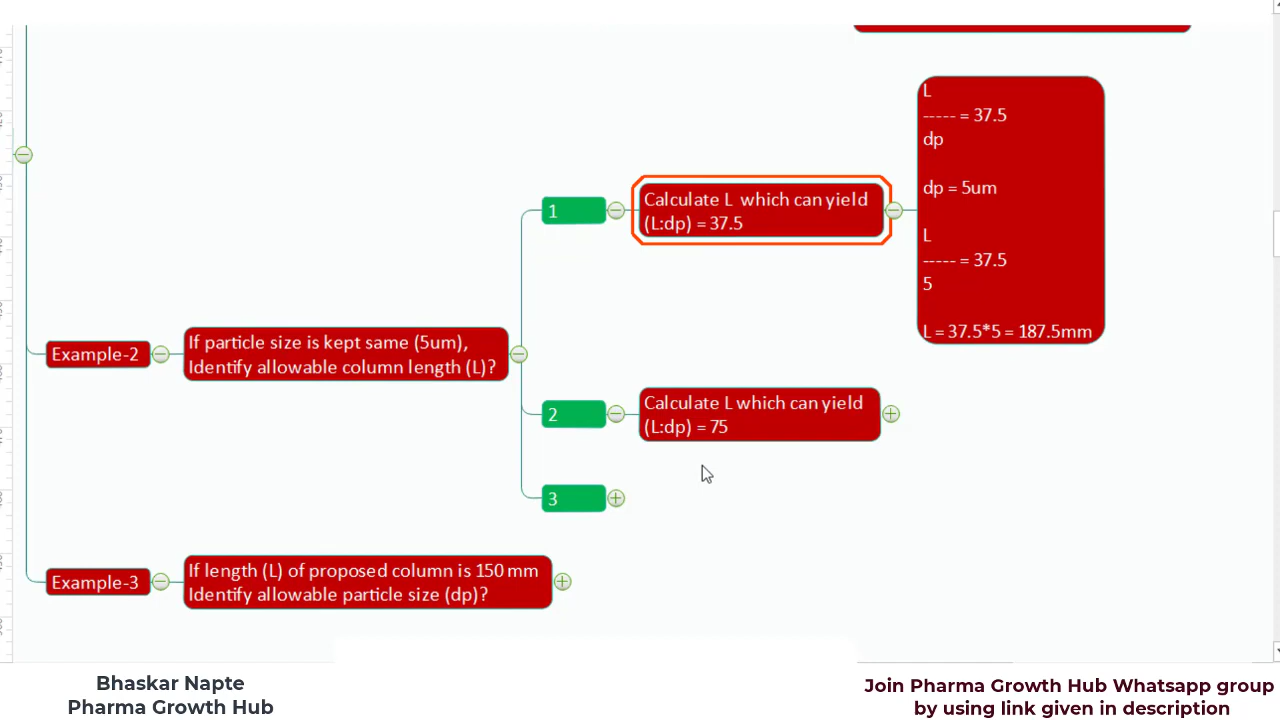 L
----- = 37.5
dp
dp = 5um
L
----- = 37.5
5
L = 37.5*5 = 187.5mm
1
Calculate L which can yield
(L:dp) = 37.5
Example-2
If particle size is kept same (5um),
Identify allowable column length (L)?
2
Calculate L which can yield
(L:dp) = 75
3
Example-3
If length (L) of proposed column is 150 mm
Identify allowable particle size (dp)?
Bhaskar Napte
Pharma Growth Hub
Join Pharma Growth Hub Whatsapp group
by using link given in description